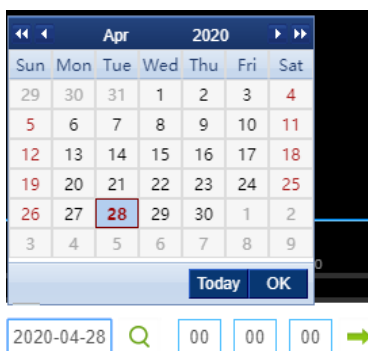 Apr 2020
Sun Mon Tue Wed Thu Fri Sat
29 30 31 1 2 3 4
5 6 7 8 9 10 11
12 13 14 15 16 17 18
19 20 21 22 23 24 25
26 27 28 29 30 1 2
3 4 5 6 7 8 9
0
Today OK
2020-04-28 00 00 00